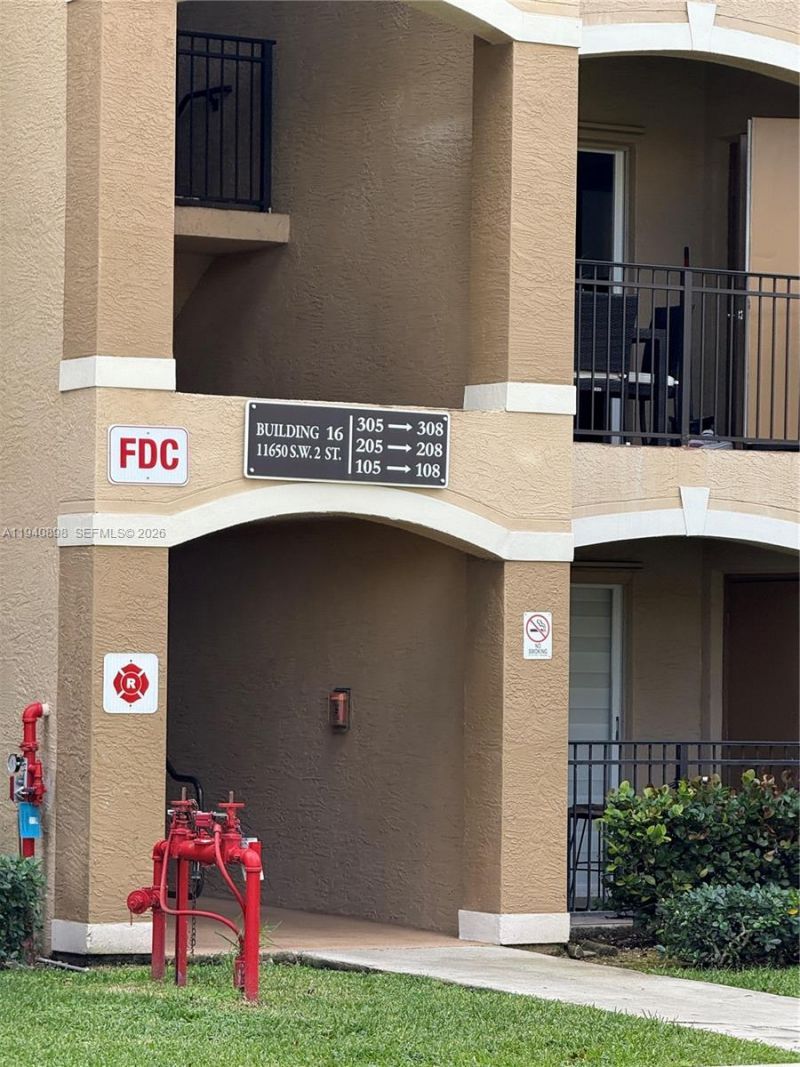 BUILDING 16
11650 S.W. 2 ST.
305 → 308
205 → 208
105 → 108
FDC
A11940898 SEFMLS© 2026
NO
SMOKING
R